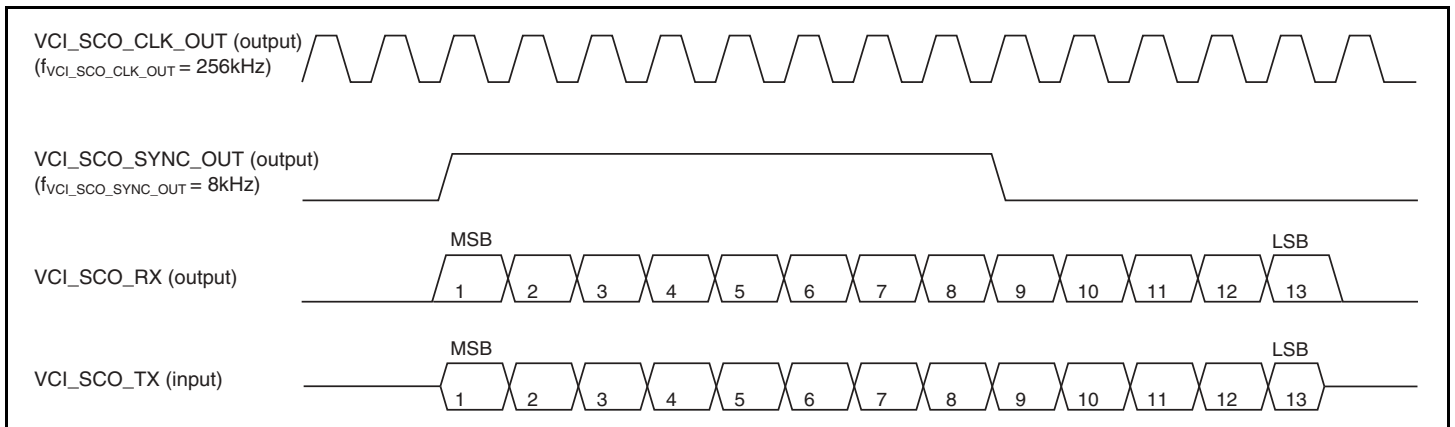 VCI_SCO_CLK_OUT (output)
(fVCI_SCO_CLK_OUT = 256kHz)
VCI_SCO_SYNC_OUT (output)
(fVCI_SCO_SYNC_OUT = 8kHz)
MSB LSB
VCI_SCO_RX (output)
1 2 3 4 5 6 7 8 9 10 11 12 13
MSB LSB
VCI_SCO_TX (input)
1 2 3 4 5 6 7 8 9 10 11 12 13